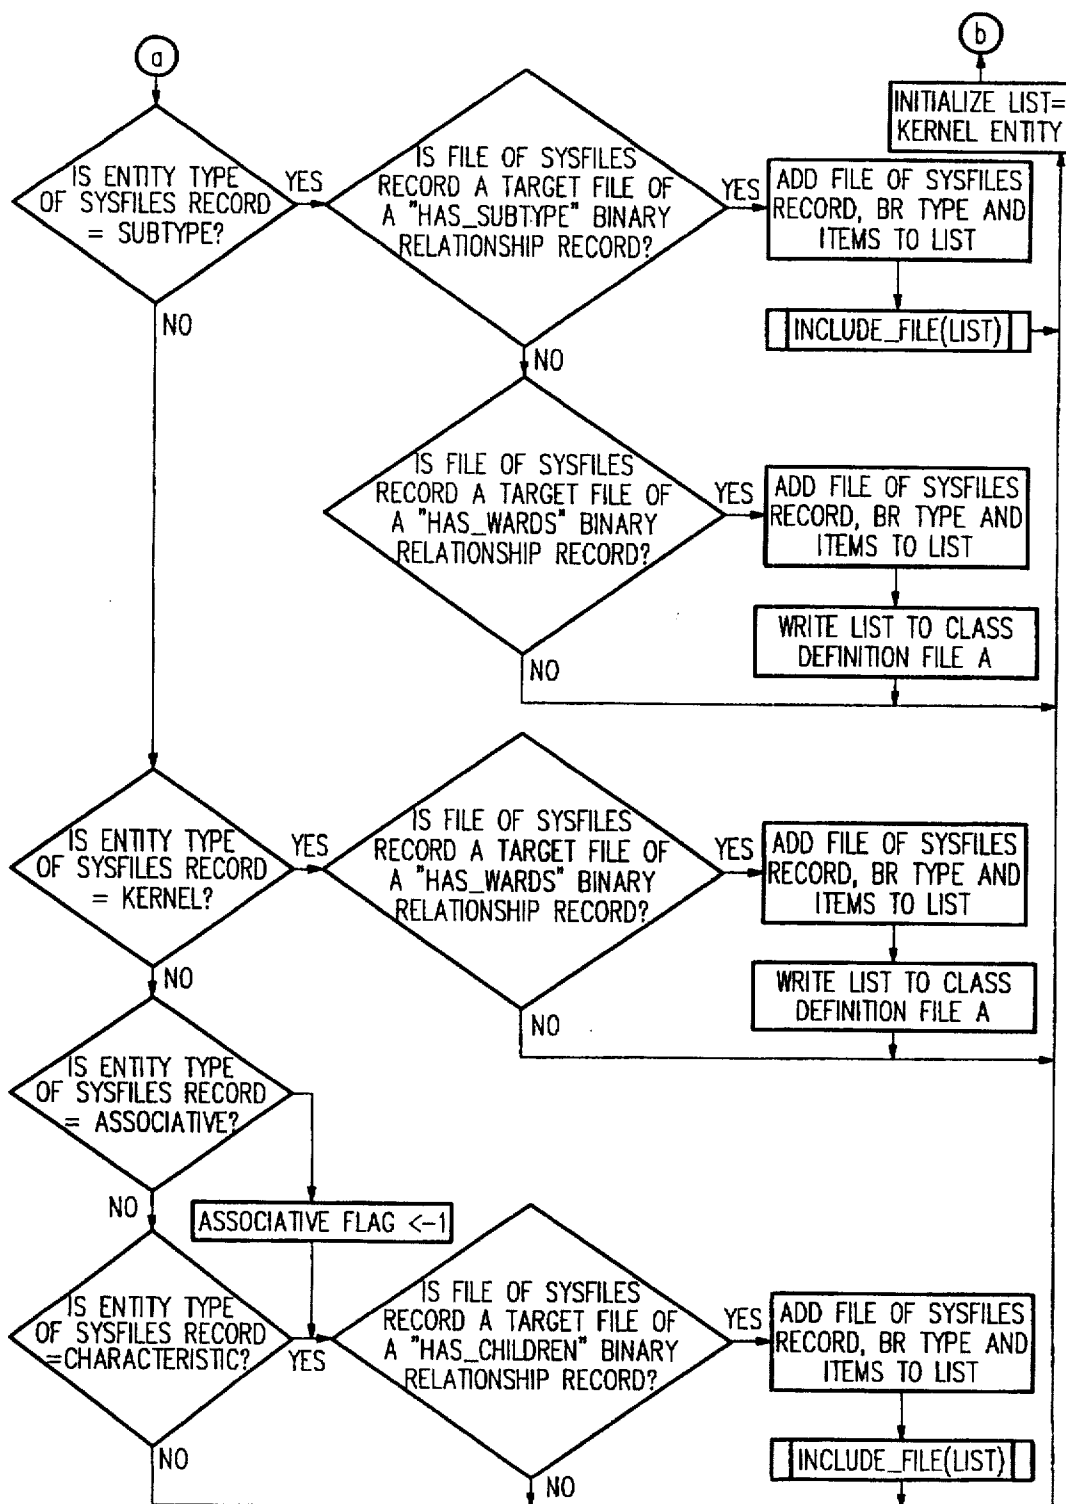 a
b
INITIALIZE LIST=
KERNEL ENTITY
IS ENTITY TYPE
OF SYSFILES RECORD
= SUBTYPE?
YES
IS FILE OF SYSFILES
RECORD A TARGET FILE OF
A "HAS_SUBTYPE" BINARY
RELATIONSHIP RECORD?
YES
ADD FILE OF SYSFILES
RECORD, BR TYPE AND
ITEMS TO LIST
NO
INCLUDE_FILE(LIST)
NO
IS FILE OF SYSFILES
RECORD A TARGET FILE OF
A "HAS_WARDS" BINARY
RELATIONSHIP RECORD?
YES
ADD FILE OF SYSFILES
RECORD, BR TYPE AND
ITEMS TO LIST
WRITE LIST TO CLASS
DEFINITION FILE A
NO
IS ENTITY TYPE
OF SYSFILES RECORD
= KERNEL?
YES
IS FILE OF SYSFILES
RECORD A TARGET FILE OF
A "HAS_WARDS" BINARY
RELATIONSHIP RECORD?
YES
ADD FILE OF SYSFILES
RECORD, BR TYPE AND
ITEMS TO LIST
NO
WRITE LIST TO CLASS
DEFINITION FILE A
NO
IS ENTITY TYPE
OF SYSFILES RECORD
= ASSOCIATIVE?
NO
ASSOCIATIVE FLAG <-1
IS ENTITY TYPE
OF SYSFILES RECORD
=CHARACTERISTIC?
YES
IS FILE OF SYSFILES
RECORD A TARGET FILE OF
A "HAS_CHILDREN" BINARY
RELATIONSHIP RECORD?
YES
ADD FILE OF SYSFILES
RECORD, BR TYPE AND
ITEMS TO LIST
NO
INCLUDE_FILE(LIST)
NO